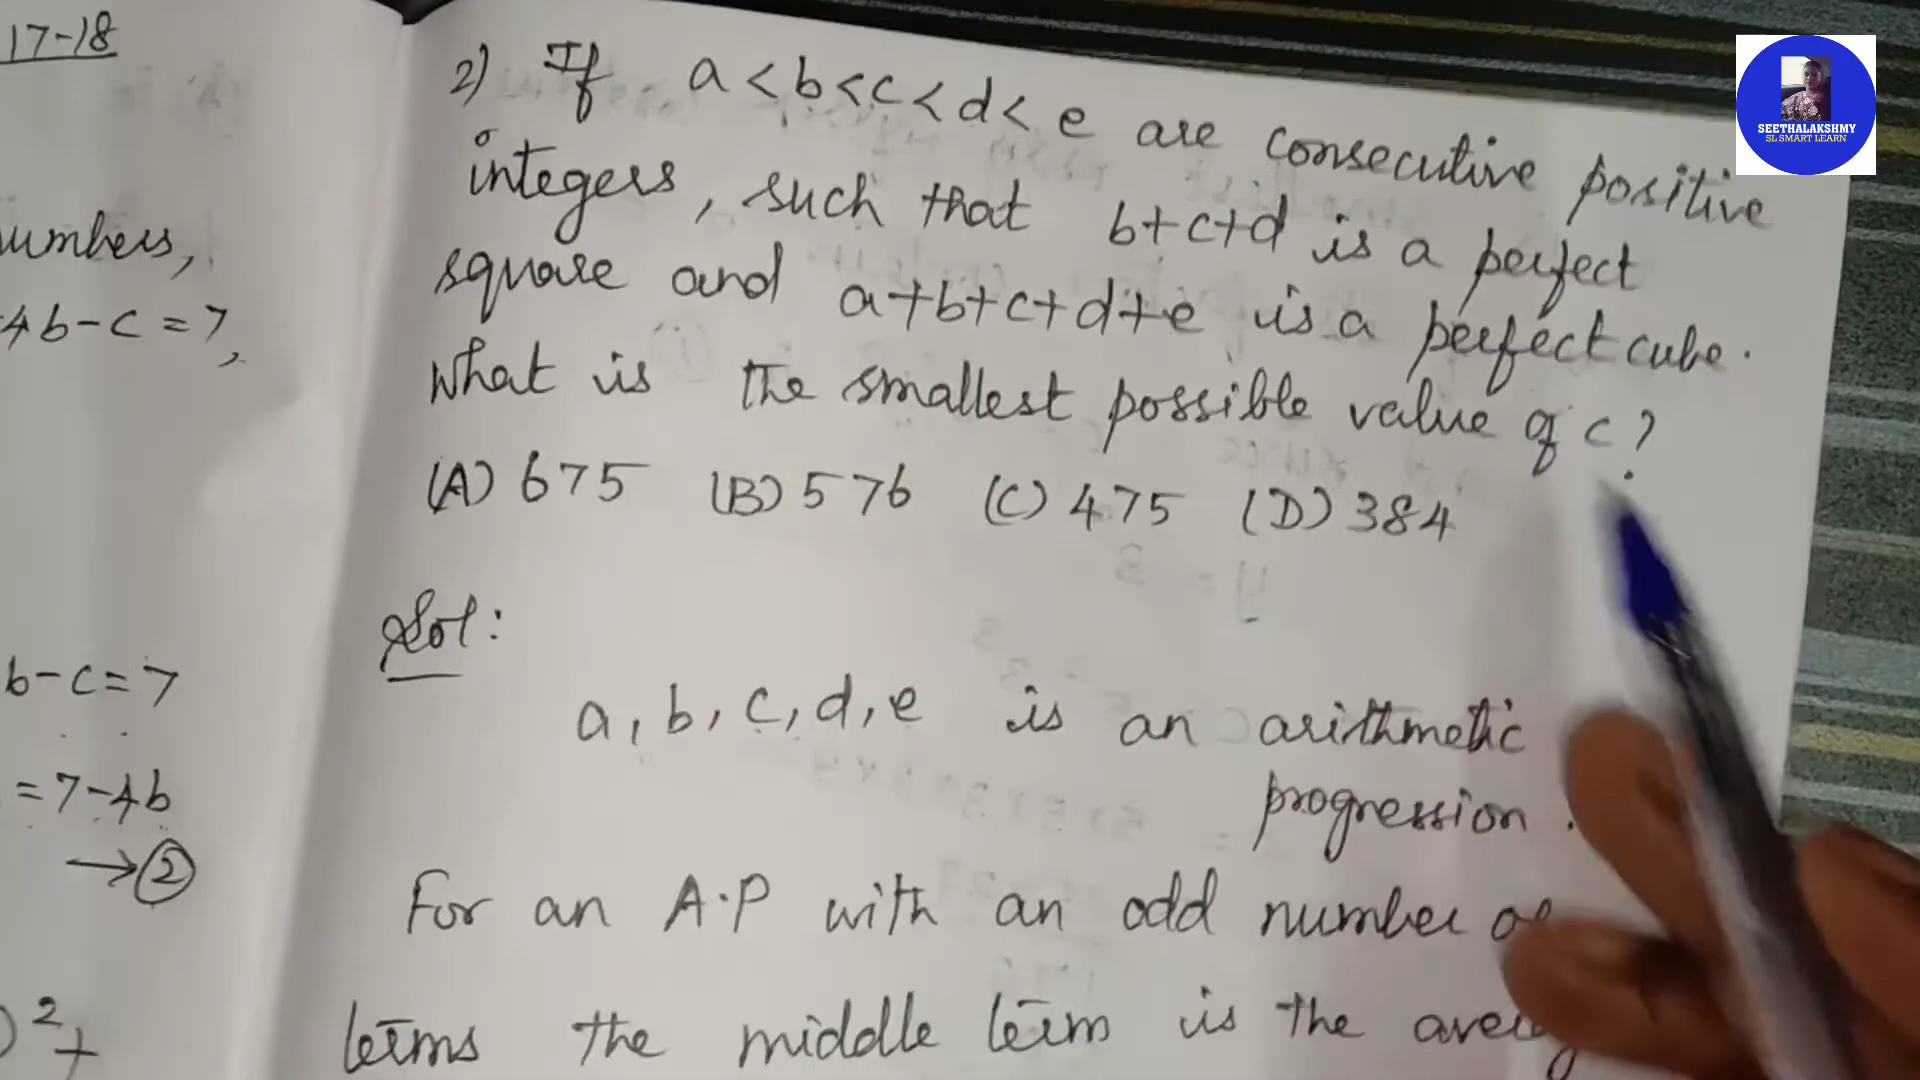 17-18
numbers,
4b-c=7,
b-c=7
=7-4b
→②
)²+
2) If a<b<c<d<e are consecutive positive
integers, such that b+c+d is a perfect
square and a+b+c+d+e is a perfect cube.
What is the smallest possible value of c?
(A) 675 (B) 576 (C) 475 (D) 384
Sol:
a, b, c, d, e is an arithmetic
progression.
For an A.P with an odd number
terms the middle term is the
SEETHALAKSHMY
SL SMART LEARN